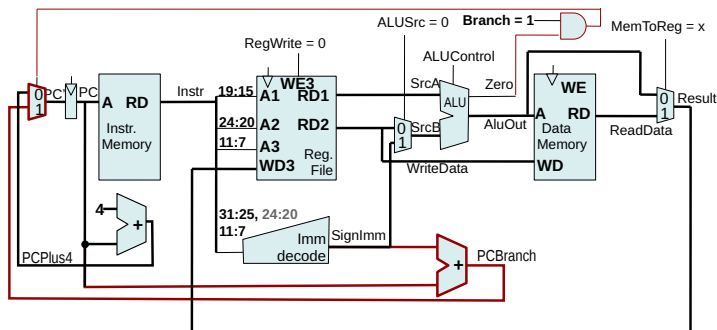 ALUSrc = 0
Branch = 1
MemToReg = x
RegWrite = 0
ALUControl
0
1
PC'
PC
A RD
Instr.
Memory
Instr
19:15
24:20
11:7
A1
A2
A3
WD3
WE3
RD1
RD2
Reg.
File
SrcA
0
1
SrcB
ALU
Zero
AluOut
WriteData
WE
A RD
Data
Memory
WD
ReadData
0
1
Result
4
+
PCPlus4
31:25, 24:20
11:7
Imm
decode
SignImm
+
PCBranch